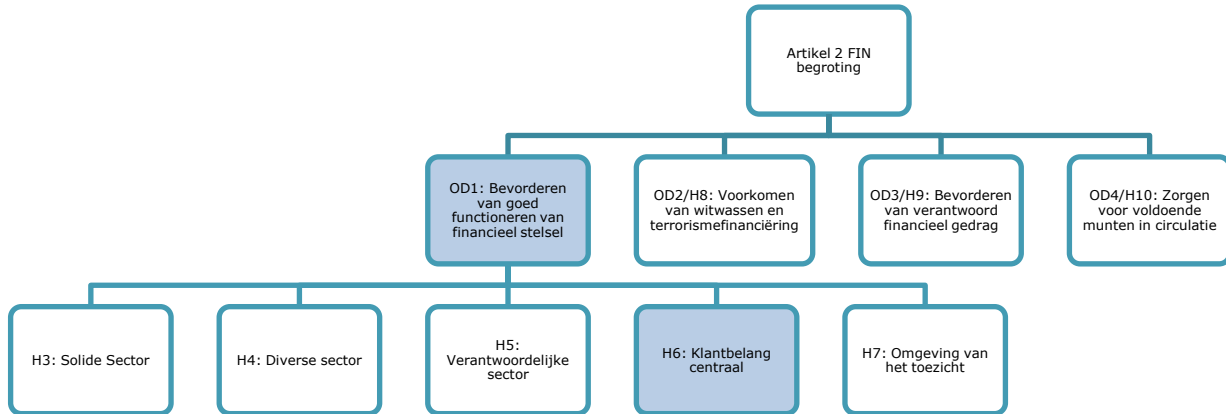 Artikel 2 FIN
begroting
OD1: Bevorderen
van goed
functioneren van
financieel stelsel
OD2/H8: Voorkomen
van witwassen en
terrorismefinanciëring
OD3/H9: Bevorderen
van verantwoord
financieel gedrag
OD4/H10: Zorgen
voor voldoende
munten in circulatie
H3: Solide Sector
H4: Diverse sector
H5:
Verantwoordelijke
sector
H6: Klantbelang
centraal
H7: Omgeving van
het toezicht